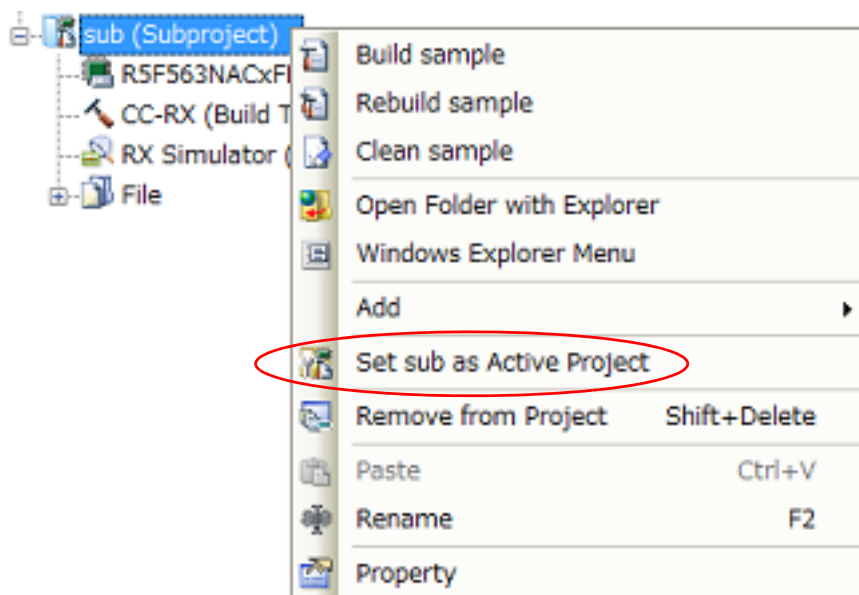 sub (Subproject)
R5F563NACxF
CC-RX (Build T
RX Simulator (
File
Build sample
Rebuild sample
Clean sample
Open Folder with Explorer
Windows Explorer Menu
Add
Set sub as Active Project
Remove from Project Shift+Delete
Paste Ctrl+V
Rename F2
Property